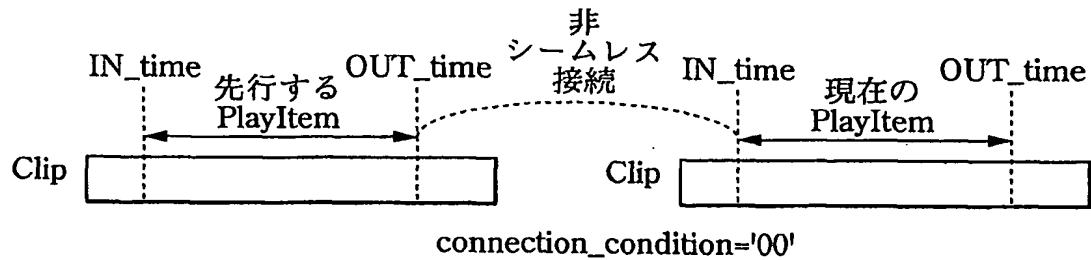 非
シームレス
接続
IN_time
OUT_time
IN_time
OUT_time
先行する
PlayItem
現在の
PlayItem
Clip
Clip
connection_condition='00'